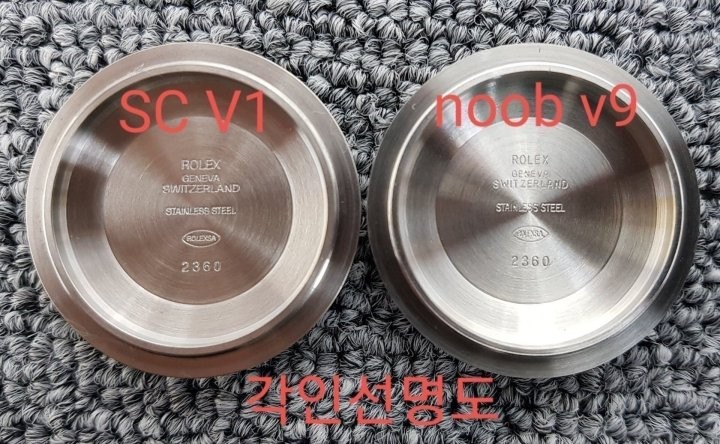 SC V1
ROLEX
GENEVA
SWITZERLAND
STAINLESS STEEL
ROLEXSA
2360
noob v9
ROLEX
GENEVA
SWITZERLAND
STAINLESS STEEL
2360
각인선명도